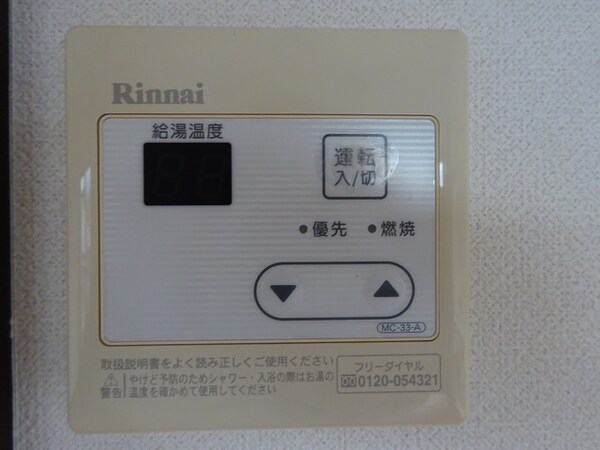 Rinnai
給湯温度
運転
入/切
優先 燃焼
MC-33-A
取扱説明書をよく読み正しくご使用ください
警告 やけど予防のためシャワー・入浴の際はお湯の
温度を確かめて使用してください
フリーダイヤル
0120-054321